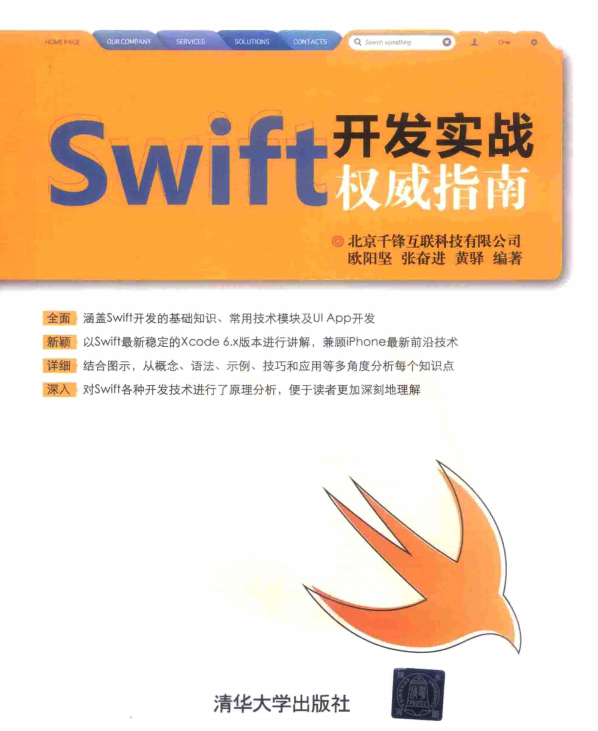 HOME PAGE
OUR COMPANY
SERVICES
SOLUTIONS
CONTACTS
Search something
Swift开发实战
权威指南
北京千锋互联科技有限公司
欧阳坚 张奋进 黄驿 编著
全面 涵盖Swift开发的基础知识、常用技术模块及UI App开发
新颖 以Swift最新稳定的Xcode 6.x版本进行讲解，兼顾iPhone最新前沿技术
详细 结合图示，从概念、语法、示例、技巧和应用等多角度分析每个知识点
深入 对Swift各种开发技术进行了原理分析，便于读者更加深刻地理解
清华大学出版社